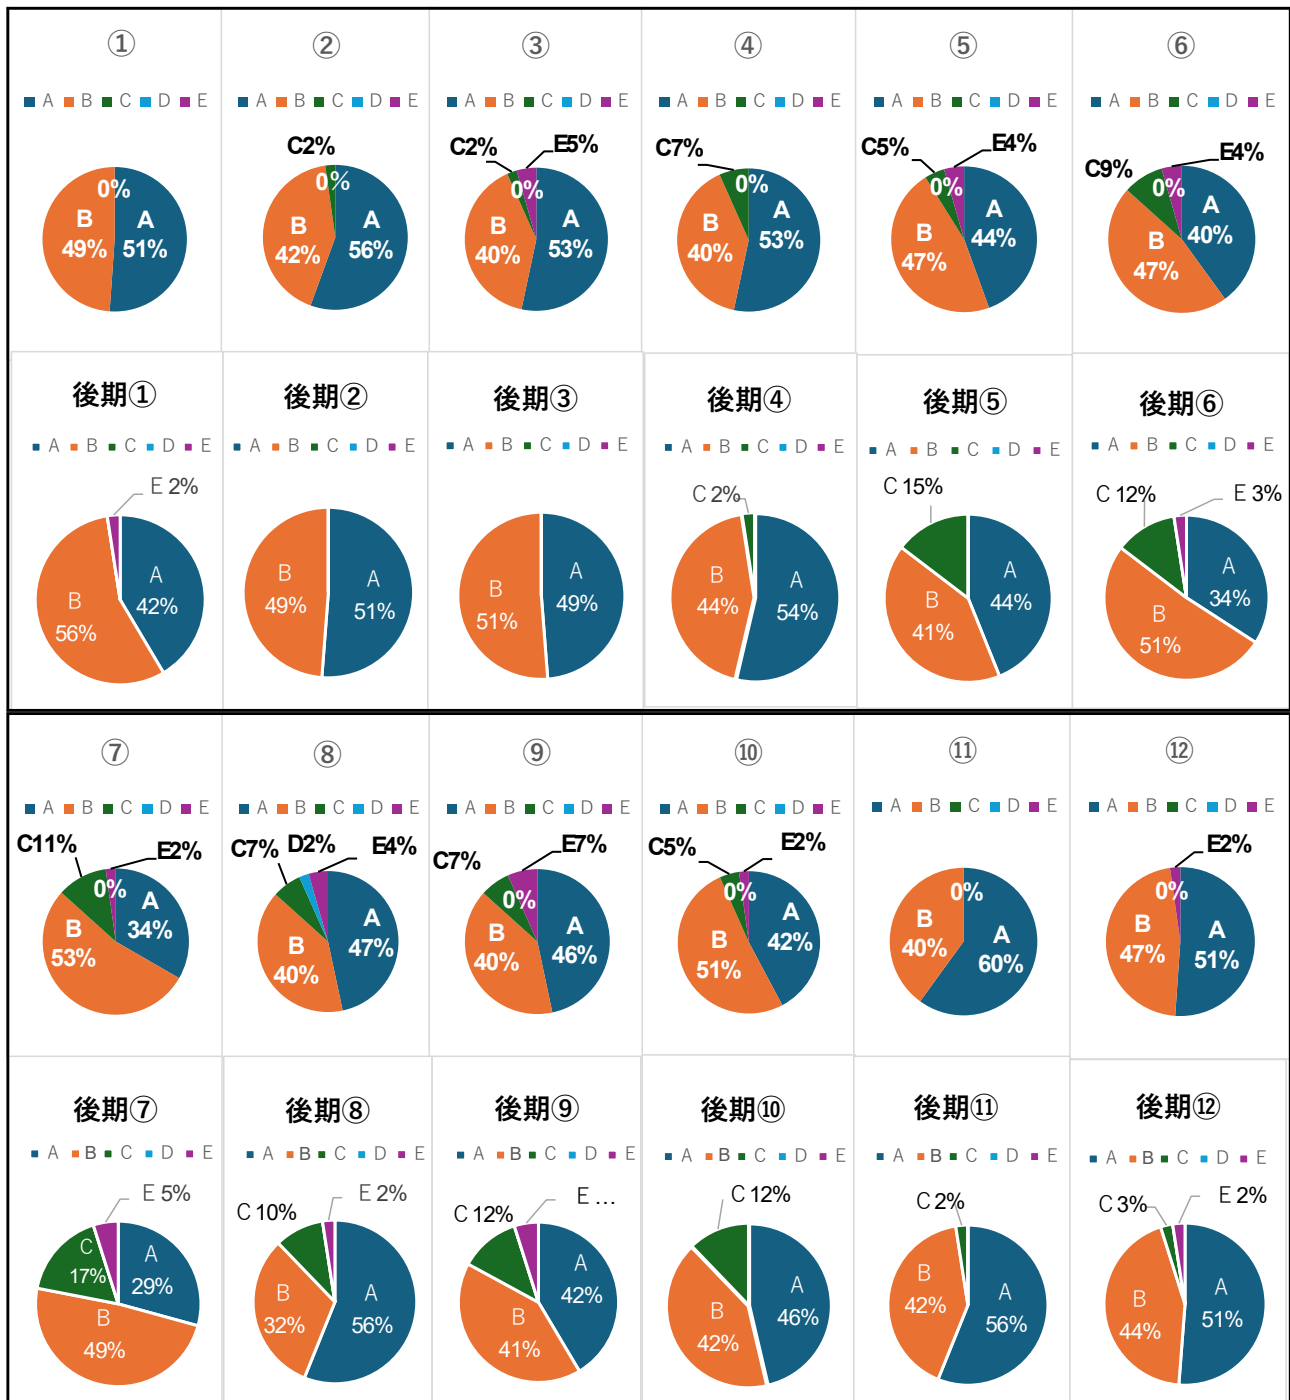 ① ② ③ ④ ⑤ ⑥
A B C D E A B C D E A B C D E A B C D E A B C D E A B C D E
C2% C2% E5% C7% C5% E4% C9% E4%
0% 0% 0% 0% 0% 0%
B A B A B A B A B A B A
49% 51% 42% 56% 40% 53% 40% 53% 47% 44% 47% 40%
後期① 後期② 後期③ 後期④ 後期⑤ 後期⑥
A B C D E A B C D E A B C D E A B C D E A B C D E A B C D E
E 2% C 2% C 15% C 12% E 3%
B A B A B A B A B A B A
56% 42% 49% 51% 51% 49% 44% 54% 41% 44% 51% 34%
⑦ ⑧ ⑨ ⑩ ⑪ ⑫
A B C D E A B C D E A B C D E A B C D E A B C D E A B C D E
C11% E2% C7% D2% E4% C7% E7% C5% E2% E2%
0% 0% 0% 0% 0%
B A B A B A B A B A B A
53% 34% 40% 47% 40% 46% 51% 42% 40% 60% 47% 51%
後期⑦ 後期⑧ 後期⑨ 後期⑩ 後期⑪ 後期⑫
A B C D E A B C D E A B C D E A B C D E A B C D E A B C D E
E 5% C 10% E 2% C 12% E ... C 12% C 2% C 3% E 2%
C A B A B A B A B A B A
17% 29% 32% 56% 41% 42% 42% 46% 42% 56% 44% 51%
B
49%